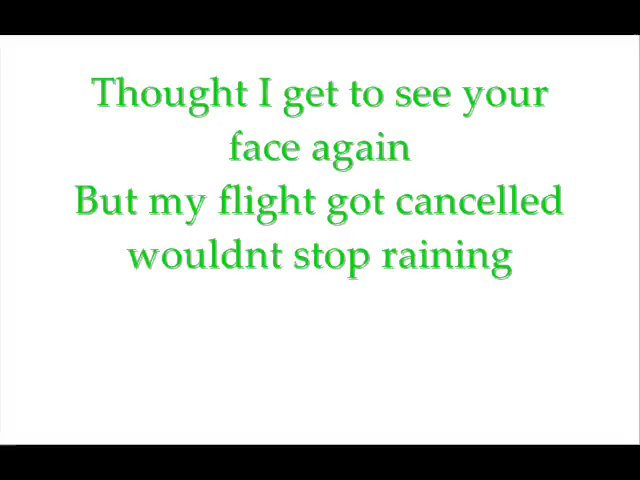 Thought I get to see your
face again
But my flight got cancelled
wouldnt stop raining